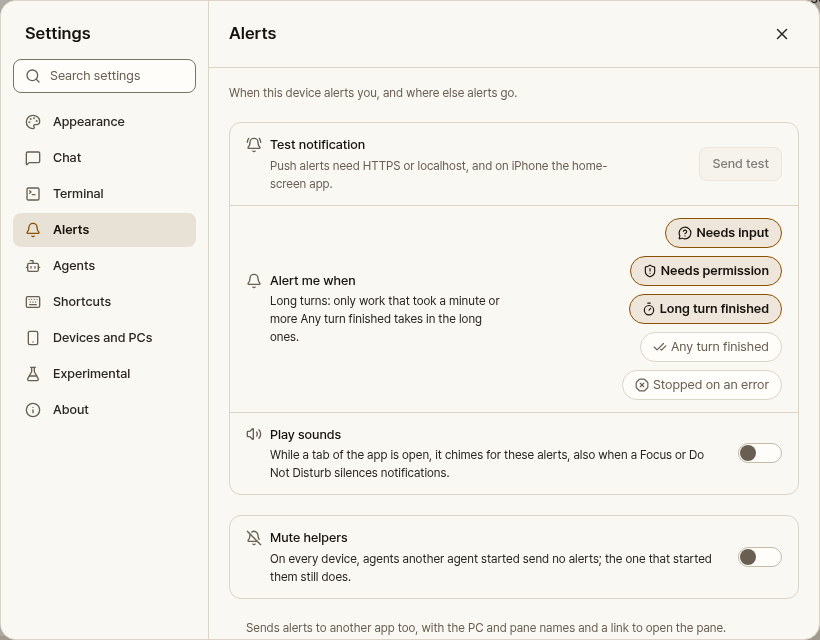 Settings
Search settings
Appearance
Chat
Terminal
Alerts
Agents
Shortcuts
Devices and PCs
Experimental
About
Alerts
When this device alerts you, and where else alerts go.
Test notification
Push alerts need HTTPS or localhost, and on iPhone the home-
screen app.
Send test
Alert me when
Long turns: only work that took a minute or
more Any turn finished takes in the long
ones.
Needs input
Needs permission
Long turn finished
Any turn finished
Stopped on an error
Play sounds
While a tab of the app is open, it chimes for these alerts, also when a Focus or Do
Not Disturb silences notifications.
Mute helpers
On every device, agents another agent started send no alerts; the one that started
them still does.
Sends alerts to another app too, with the PC and pane names and a link to open the pane.